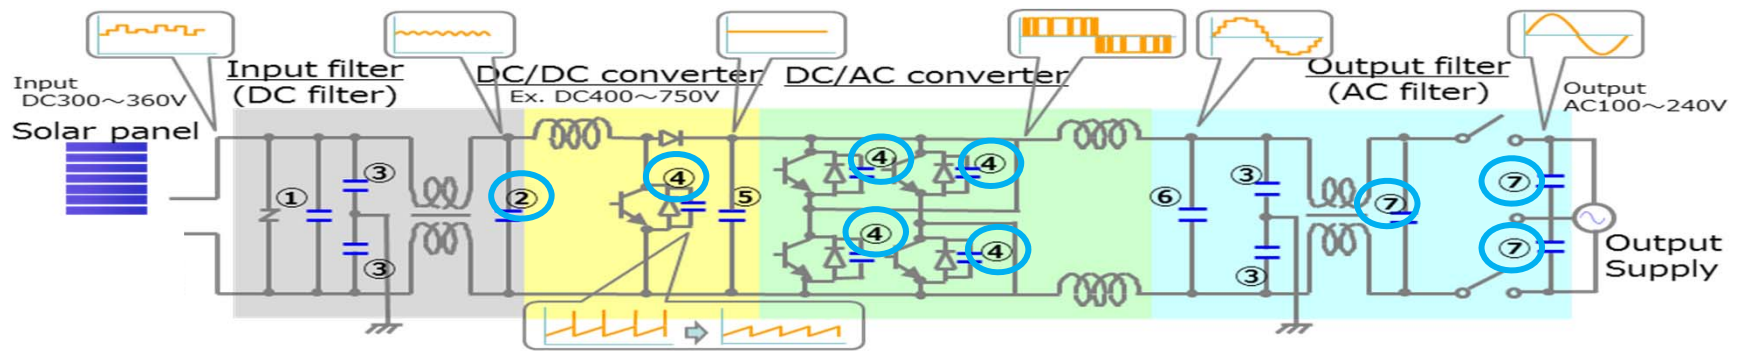 Input filter
(DC filter)
DC/DC converter
Ex. DC400～750V
DC/AC converter
Output filter
(AC filter)
Input
DC300～360V
Solar panel
Output
AC100～240V
①
③
③
②
④
⑤
④
④
④
④
⑥
③
③
⑦
⑦
⑦
Output
Supply